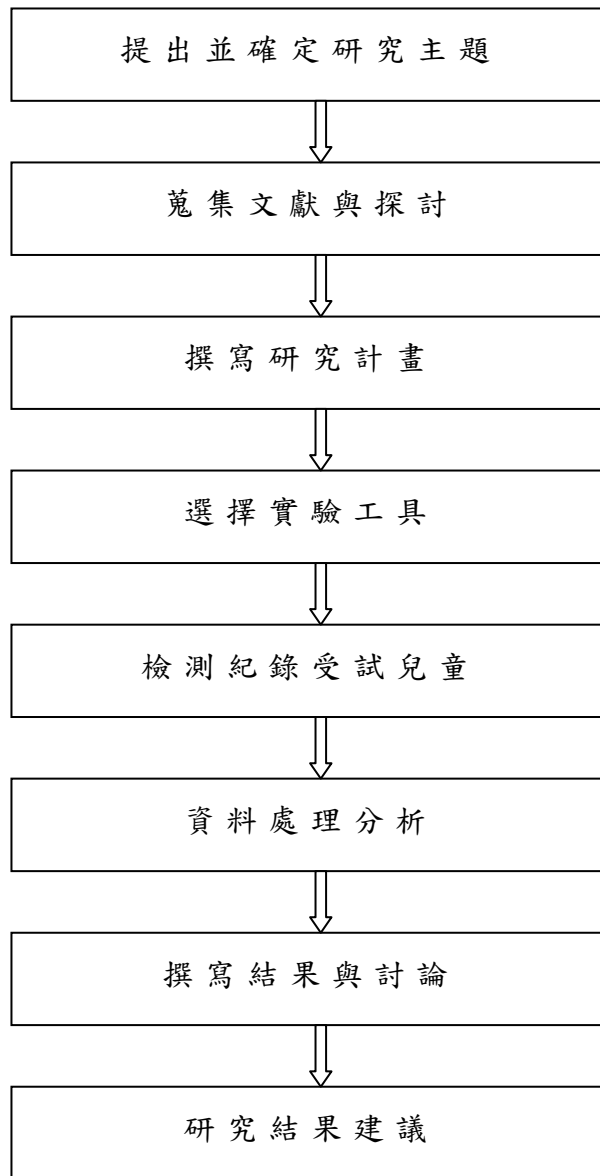 提出並確定研究主題
蒐集文獻與探討
撰寫研究計畫
選擇實驗工具
檢測紀錄受試兒童
資料處理分析
撰寫結果與討論
研究結果建議